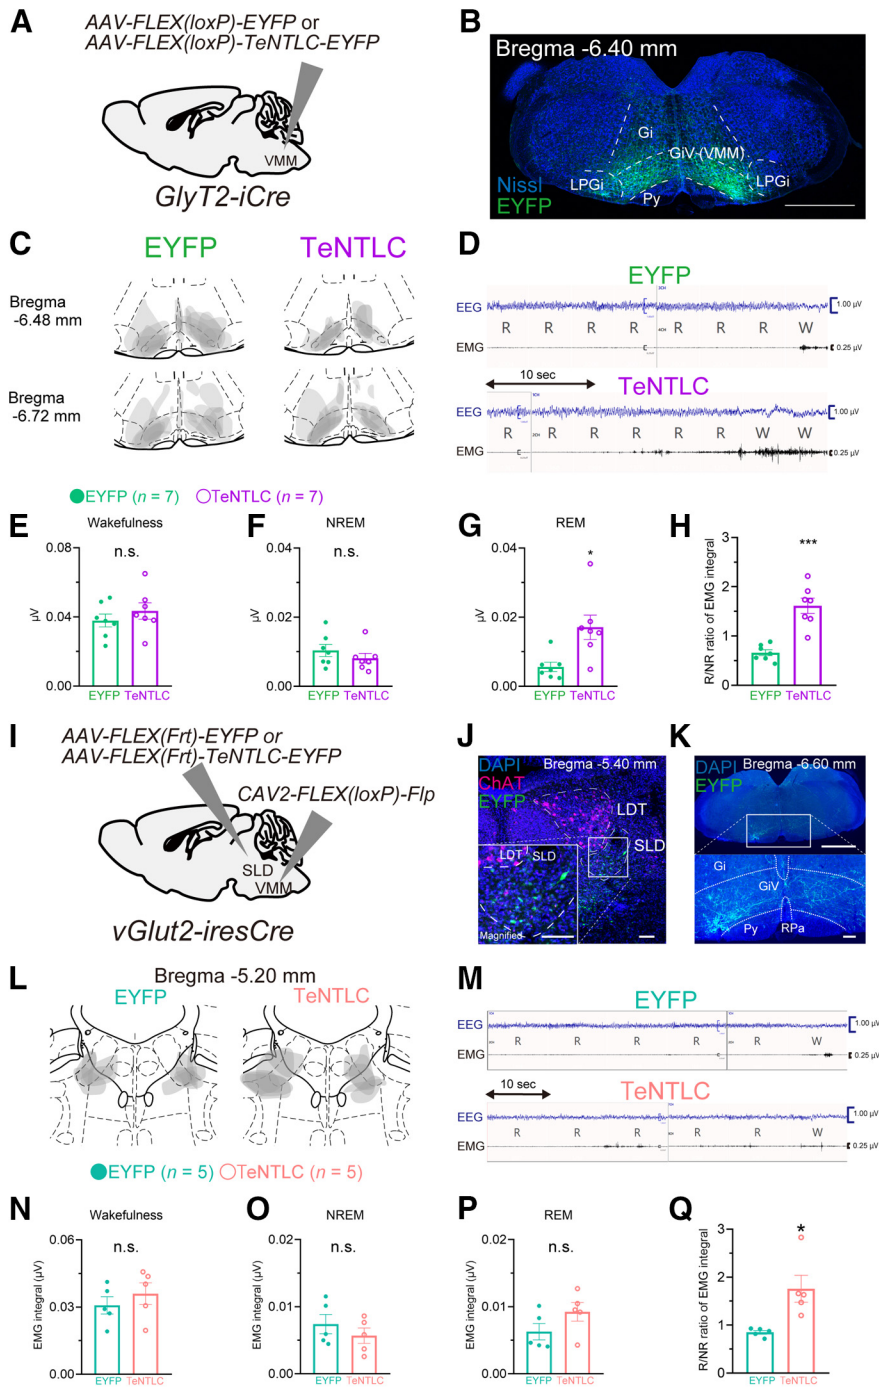 A
AAV-FLEX(loxP)-EYFP or
AAV-FLEX(loxP)-TeNTLC-EYFP
VMM
GlyT2-iCre
B
Bregma -6.40 mm
Gi
GiV (VMM)
LPGi
LPGi
Py
Nissl
EYFP
C
EYFP
TeNTLC
Bregma
-6.48 mm
Bregma
-6.72 mm
EYFP (n = 7)
TeNTLC (n = 7)
D
EYFP
EEG
1.00 µV
R R R R R R R W
EMG
0.25 µV
10 sec
TeNTLC
EEG
1.00 µV
R R R R R R W W
EMG
0.25 µV
E
Wakefulness
n.s.
0.08
0.04
0.00
µV
EYFP TeNTLC
F
NREM
n.s.
0.04
0.02
0.00
µV
EYFP TeNTLC
G
REM
*
0.04
0.02
0.00
µV
EYFP TeNTLC
H
***
3
2
1
0
R/NR ratio of EMG integral
EYFP TeNTLC
I
AAV-FLEX(Frt)-EYFP or
AAV-FLEX(Frt)-TeNTLC-EYFP
CAV2-FLEX(loxP)-Flp
SLD
VMM
vGlut2-iresCre
J
DAPI
Bregma -5.40 mm
ChAT
EYFP
LDT
SLD
LDT
SLD
Magnified
K
DAPI
Bregma -6.60 mm
EYFP
Gi
GiV
Py
RPa
L
Bregma -5.20 mm
EYFP
TeNTLC
EYFP (n = 5)
TeNTLC (n = 5)
M
EYFP
EEG
1.00 µV
R R R R R W
EMG
0.25 µV
10 sec
TeNTLC
EEG
1.00 µV
R R R R R W
EMG
0.25 µV
N
Wakefulness
n.s.
0.06
0.03
0.00
EMG integral (µV)
EYFP TeNTLC
O
NREM
n.s.
0.02
0.01
0.00
EMG integral (µV)
EYFP TeNTLC
P
REM
n.s.
0.02
0.01
0.00
EMG integral (µV)
EYFP TeNTLC
Q
*
3
2
1
0
R/NR ratio of EMG integral
EYFP TeNTLC